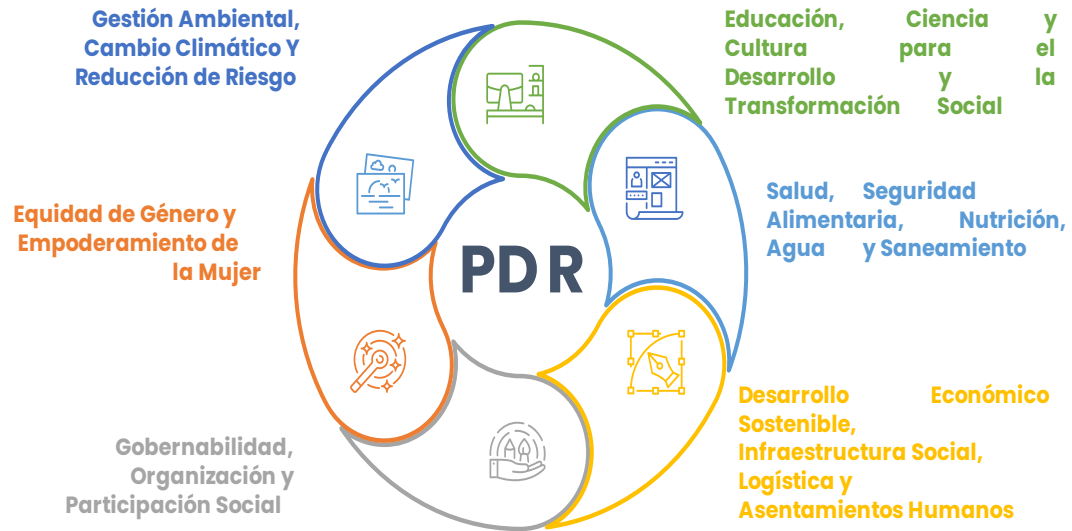 Gestión Ambiental,
Cambio Climático Y
Reducción de Riesgo
Educación, Ciencia y
Cultura para el
Desarrollo y la
Transformación Social
Equidad de Género y
Empoderamiento de
la Mujer
PDR
Salud, Seguridad
Alimentaria, Nutrición,
Agua y Saneamiento
Gobernabilidad,
Organización y
Participación Social
Desarrollo Económico
Sostenible,
Infraestructura Social,
Logística y
Asentamientos Humanos